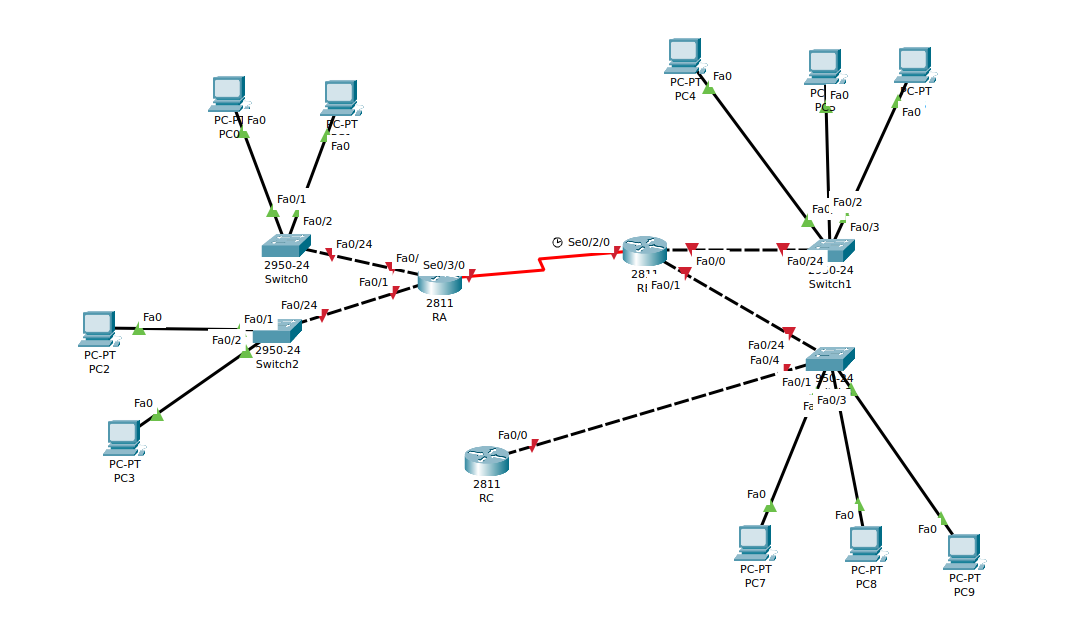 PC-PT
PC4
Fa0
Fa0
PC-PT
Fa0
PC0
Fa0
PC-PT
Fa0
Fa0/1
Fa0/2
Fa0/2
Fa0/3
2950-24
Switch0
Fa0/24
Se0/3/0
Se0/2/0
2811
Fa0/0
Fa0/24
2950-24
Switch1
Fa0/1
2811
RA
Fa0/1
Fa0/24
Fa0
PC-PT
PC2
Fa0/1
Fa0/2
2950-24
Switch2
Fa0/24
Fa0/4
Fa0/1
Fa0/3
Fa0
PC-PT
PC3
Fa0/0
2811
RC
Fa0
PC-PT
PC7
Fa0
PC-PT
PC8
Fa0
PC-PT
PC9